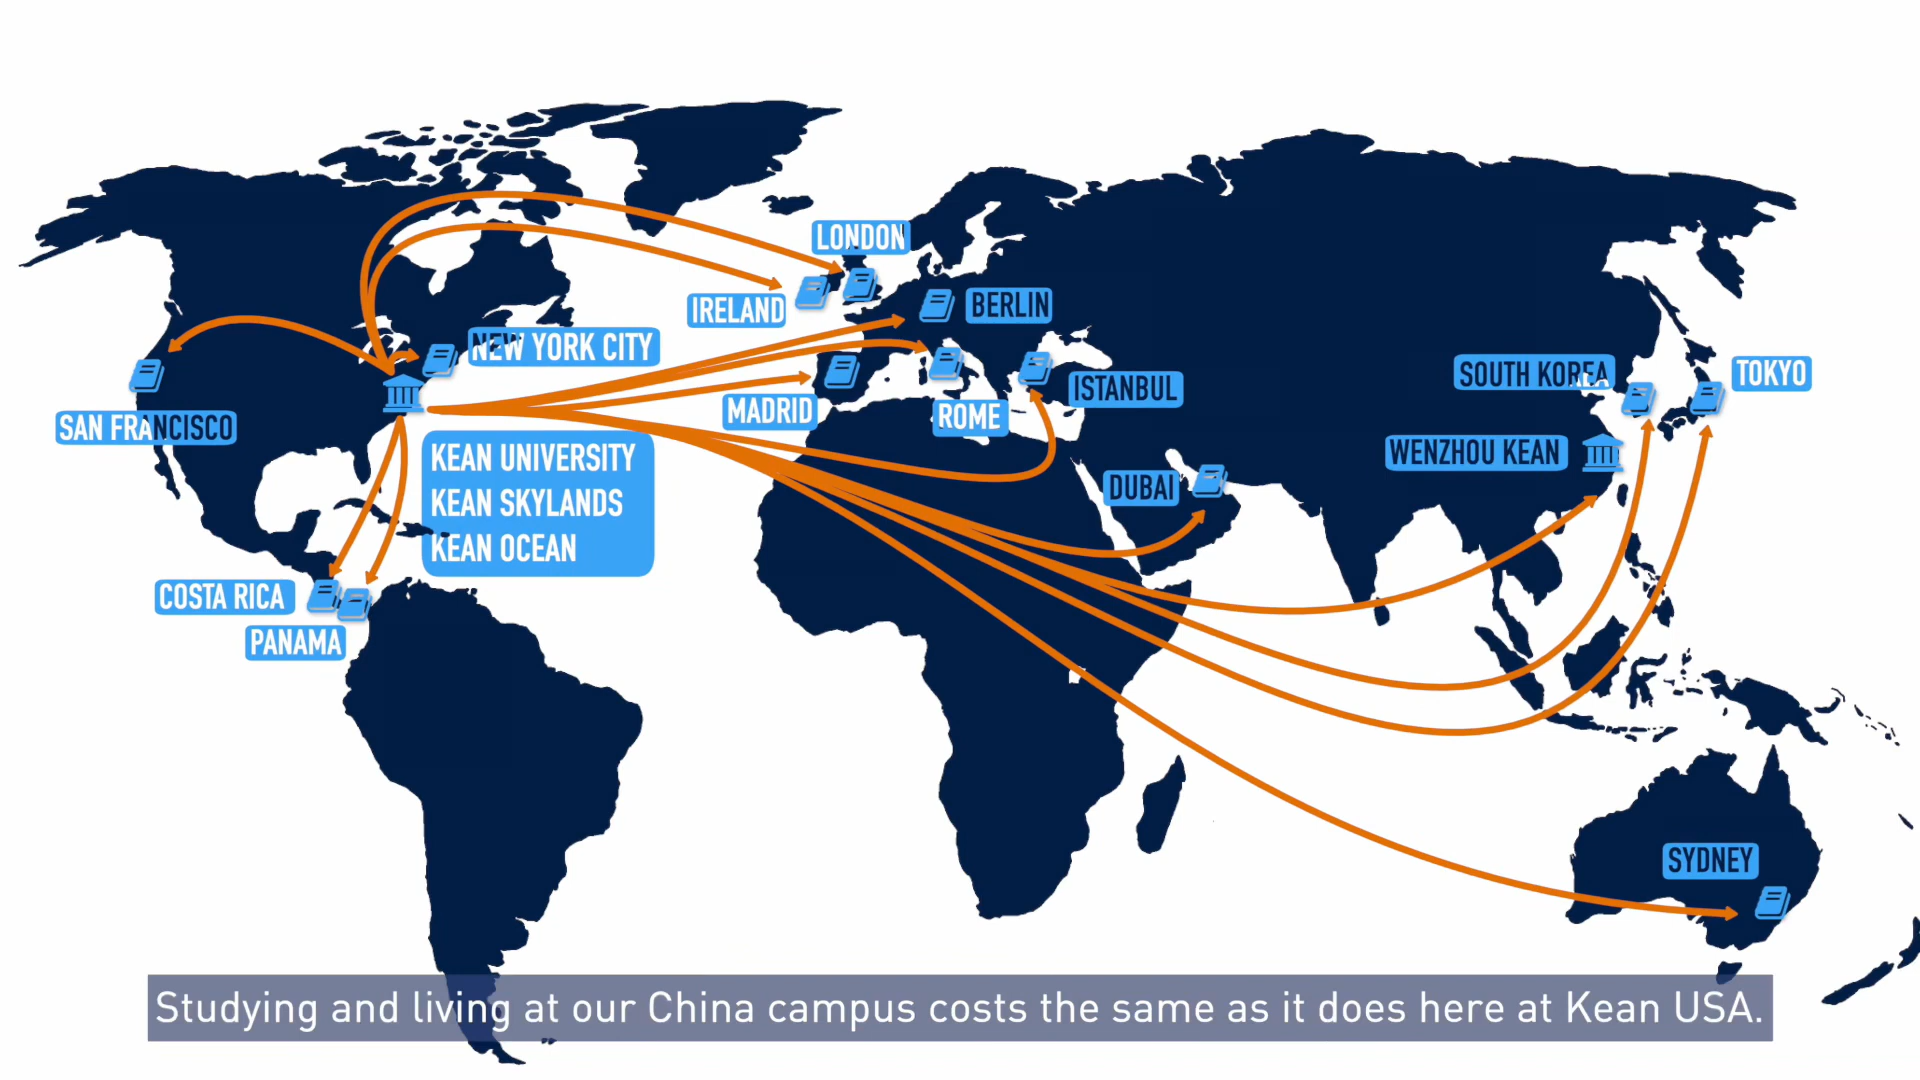 LONDON
IRELAND
BERLIN
NEW YORK CITY
SAN FRANCISCO
MADRID
ROME
ISTANBUL
SOUTH KOREA
TOKYO
WENZHOU KEAN
DUBAI
KEAN UNIVERSITY
KEAN SKYLANDS
KEAN OCEAN
COSTA RICA
PANAMA
SYDNEY
Studying and living at our China campus costs the same as it does here at Kean USA.